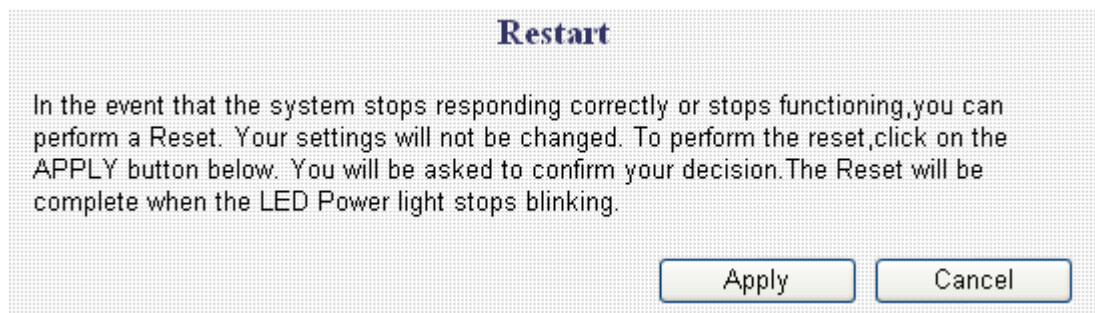 Restart
In the event that the system stops responding correctly or stops functioning,you can
perform a Reset. Your settings will not be changed. To perform the reset,click on the
APPLY button below. You will be asked to confirm your decision.The Reset will be
complete when the LED Power light stops blinking.
Apply Cancel